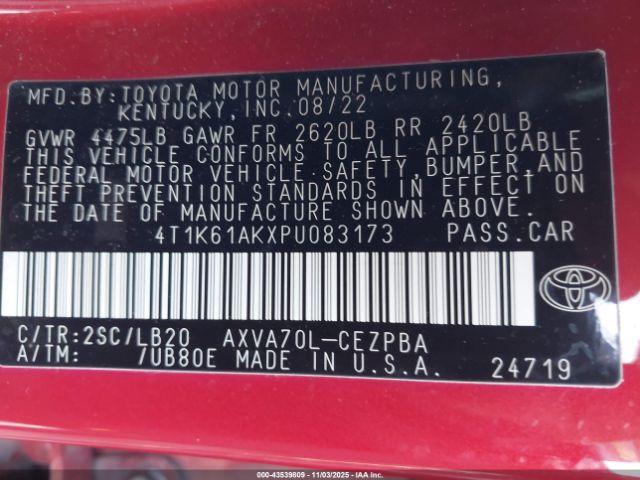 MFD.BY:TOYOTA MOTOR MANUFACTURING,
KENTUCKY,INC.08/22
GVWR 4475LB GAWR FR 2620LB RR 2420LB
THIS VEHICLE CONFORMS TO ALL APPLICABLE
FEDERAL MOTOR VEHICLE SAFETY,BUMPER,AND
THEFT PREVENTION STANDARDS IN EFFECT ON
THE DATE OF MANUFACTURE SHOWN ABOVE.
4T1K61AKXPU083173 PASS.CAR
C/TR:2SC/LB20 AXVA70L-CEZPBA
A/TM: /UB80E MADE IN U.S.A.
24719
000-43539809 - 11/03/2025 - IAA Inc.